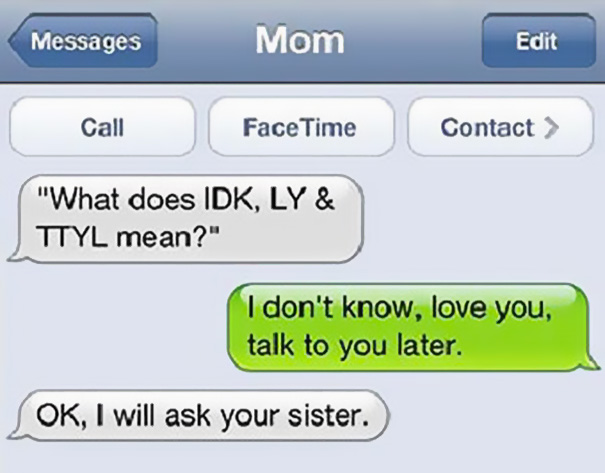 Messages
Mom
Edit
Call
FaceTime
Contact
"What does IDK, LY &
TTYL mean?"
I don't know, love you,
talk to you later.
OK, I will ask your sister.